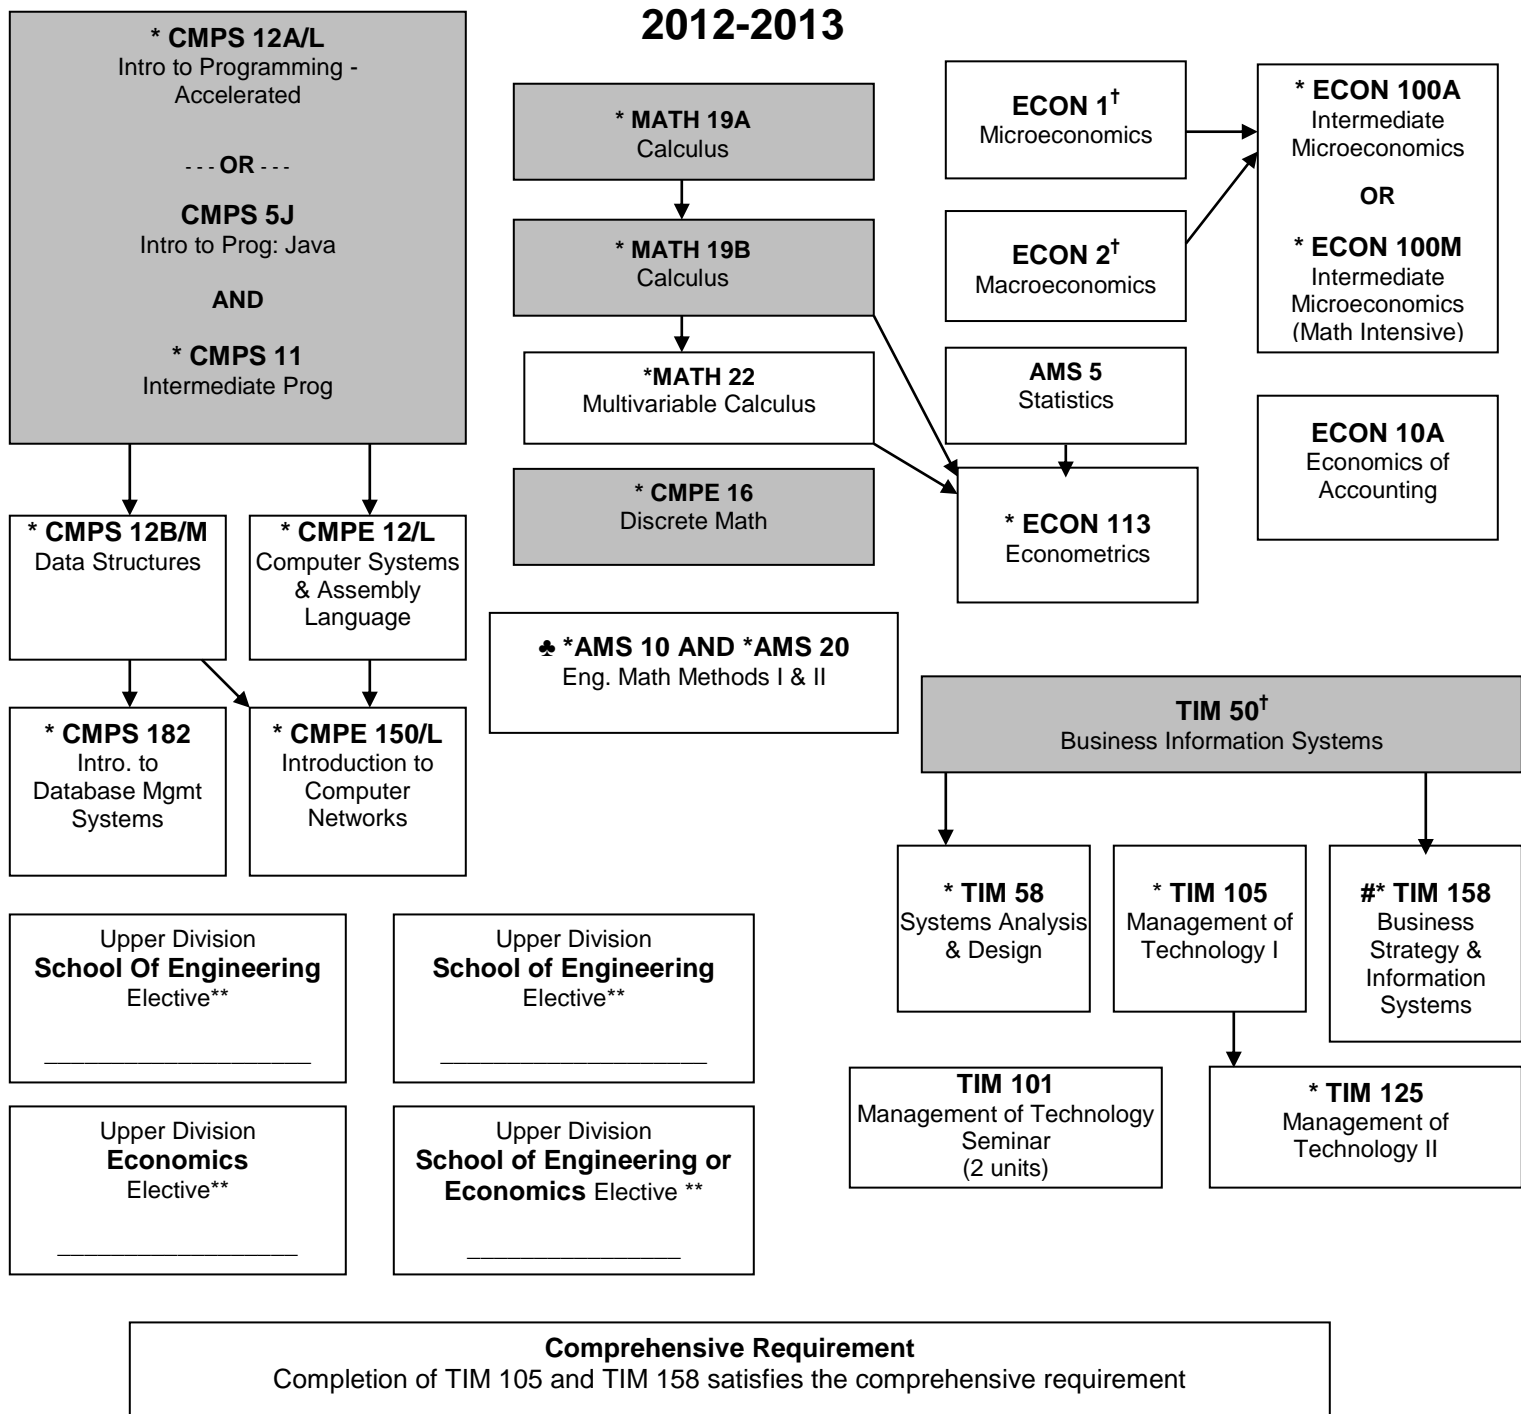 2012-2013
* CMPS 12A/L
Intro to Programming -
Accelerated
- - - OR - - -
CMPS 5J
Intro to Prog: Java
AND
* CMPS 11
Intermediate Prog
* CMPS 12B/M
Data Structures
* CMPE 12/L
Computer Systems
& Assembly
Language
* CMPS 182
Intro. to
Database Mgmt
Systems
* CMPE 150/L
Introduction to
Computer
Networks
* MATH 19A
Calculus
* MATH 19B
Calculus
*MATH 22
Multivariable Calculus
* CMPE 16
Discrete Math
♣ *AMS 10 AND *AMS 20
Eng. Math Methods I & II
ECON 1†
Microeconomics
ECON 2†
Macroeconomics
AMS 5
Statistics
* ECON 113
Econometrics
* ECON 100A
Intermediate
Microeconomics
OR
* ECON 100M
Intermediate
Microeconomics
(Math Intensive)
ECON 10A
Economics of
Accounting
TIM 50†
Business Information Systems
* TIM 58
Systems Analysis
& Design
* TIM 105
Management of
Technology I
#* TIM 158
Business
Strategy &
Information
Systems
TIM 101
Management of Technology
Seminar
(2 units)
* TIM 125
Management of
Technology II
Upper Division
School Of Engineering
Elective**
____________________
Upper Division
School of Engineering
Elective**
____________________
Upper Division
Economics
Elective**
__________________
Upper Division
School of Engineering or
Economics Elective **
________________
Comprehensive Requirement
Completion of TIM 105 and TIM 158 satisfies the comprehensive requirement